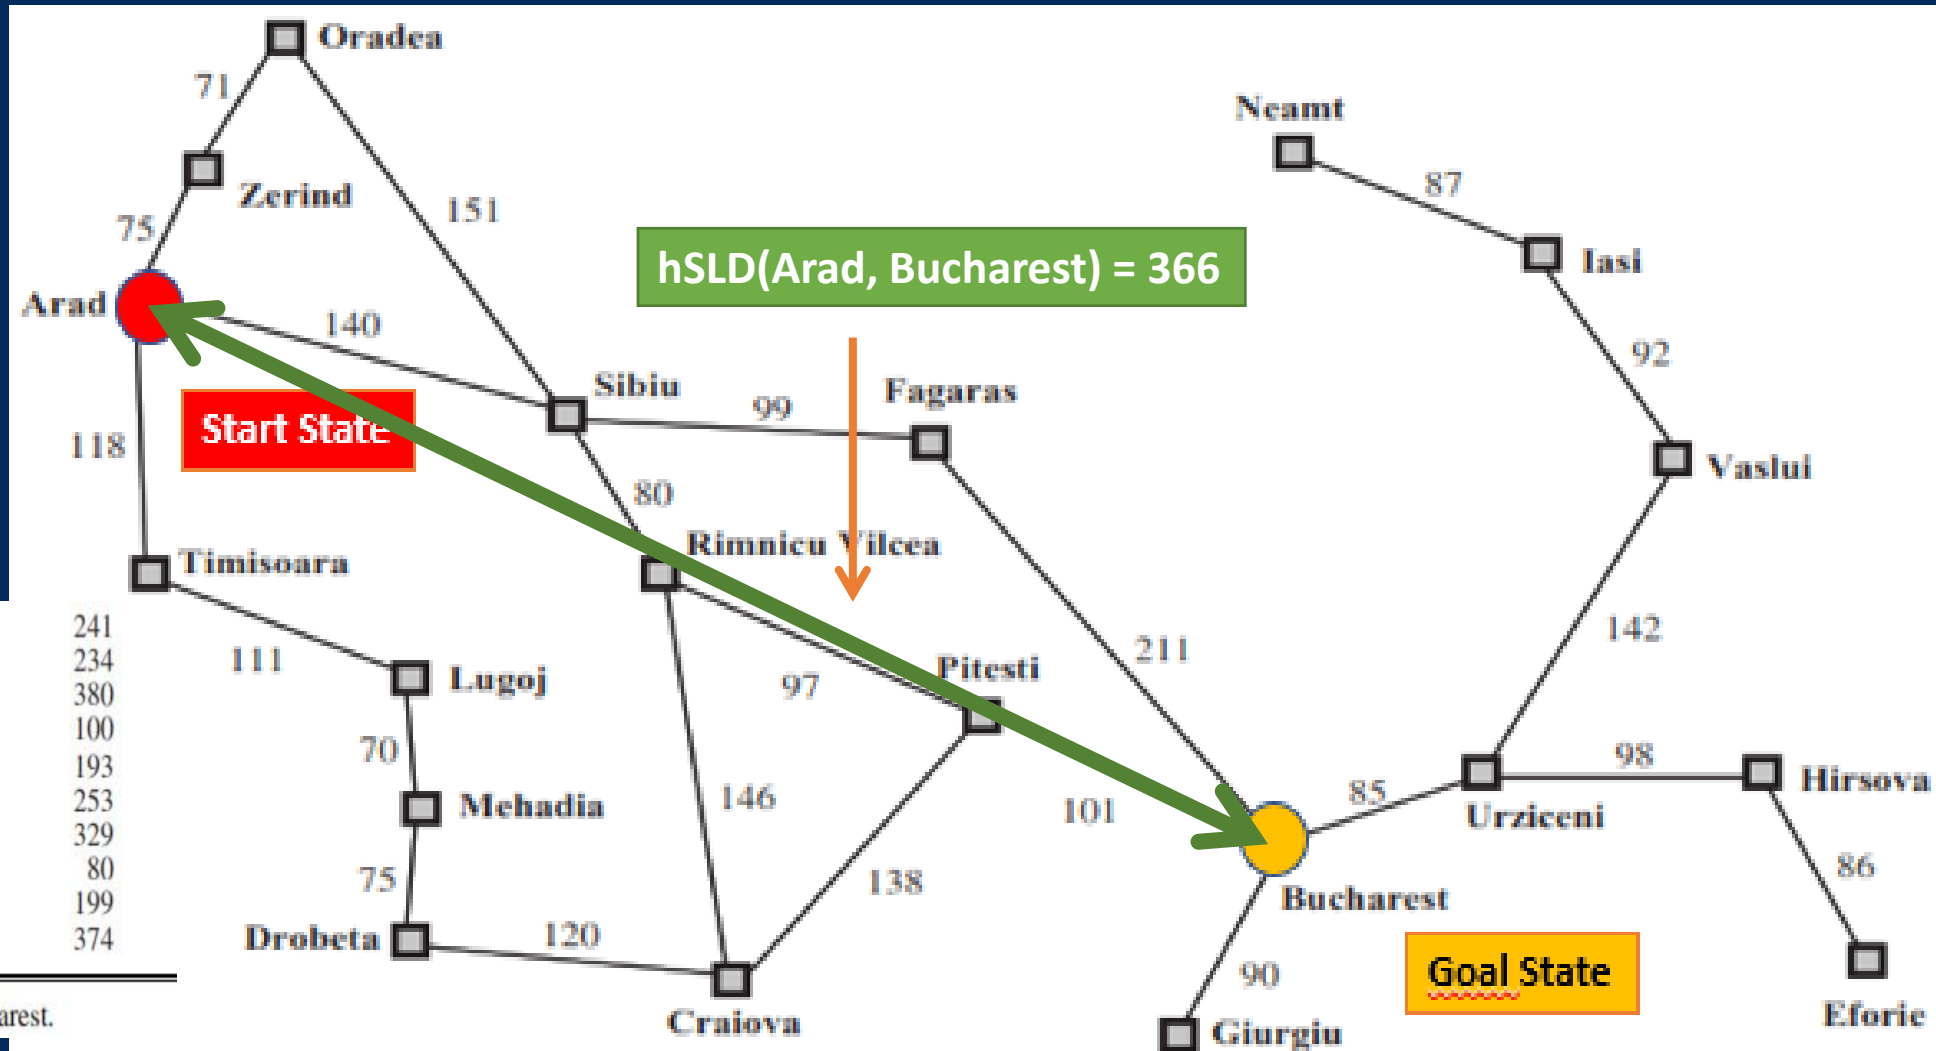 Oradea
71
Neamt
87
Zerind
75
151
hSLD(Arad, Bucharest) = 366
Iasi
Arad
140
92
Sibiu
99
Fagaras
Start State
118
80
Vaslui
Rimnicu Vilcea
Timisoara
241
234
380
100
193
253
329
80
199
374
arest.
111
Lugoj
97
Pitesti
211
142
70
Mehadia
146
101
85
98
Hirsova
Urziceni
75
138
86
Bucharest
Drobeta
120
90
Goal State
Craiova
Giurgiu
Eforie